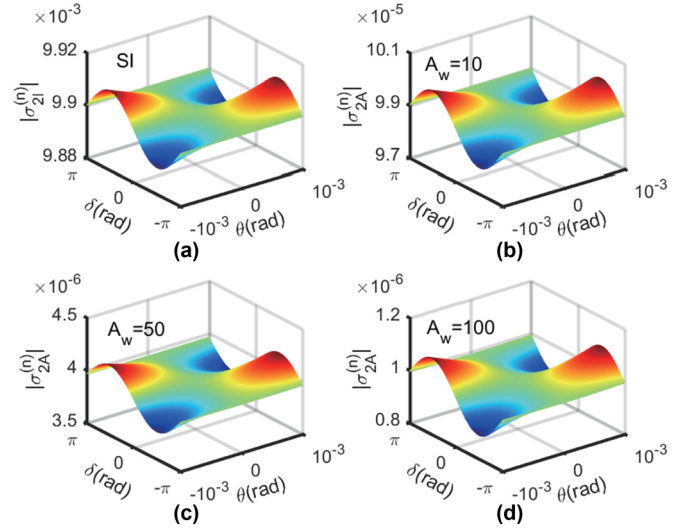 ×10⁻³
9.92
SI
9.9
9.88
|σ₂I⁽ⁿ⁾|
π
0
-π
δ(rad)
-10⁻³
0
10⁻³
θ(rad)
(a)
×10⁻⁵
10.1
A_w=10
9.9
9.7
|σ₂A⁽ⁿ⁾|
π
0
-π
δ(rad)
-10⁻³
0
10⁻³
θ(rad)
(b)
×10⁻⁶
4.5
A_w=50
4
3.5
|σ₂A⁽ⁿ⁾|
π
0
-π
δ(rad)
-10⁻³
0
10⁻³
θ(rad)
(c)
×10⁻⁶
1.2
A_w=100
1
0.8
|σ₂A⁽ⁿ⁾|
π
0
-π
δ(rad)
-10⁻³
0
10⁻³
θ(rad)
(d)